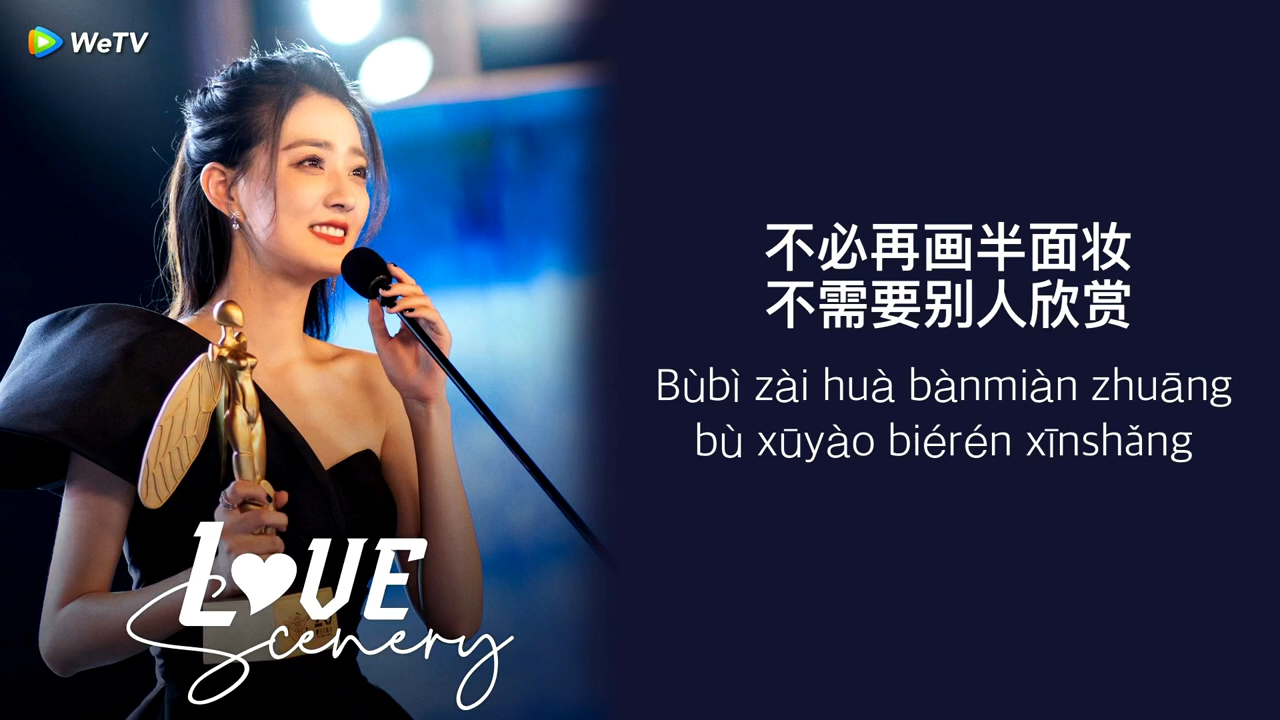 WeTV
不必再画半面妆
不需要别人欣赏
Bùbì zài huà bànmiàn zhuāng
bù xūyào biérén xīnshǎng
LOVE
Scenery